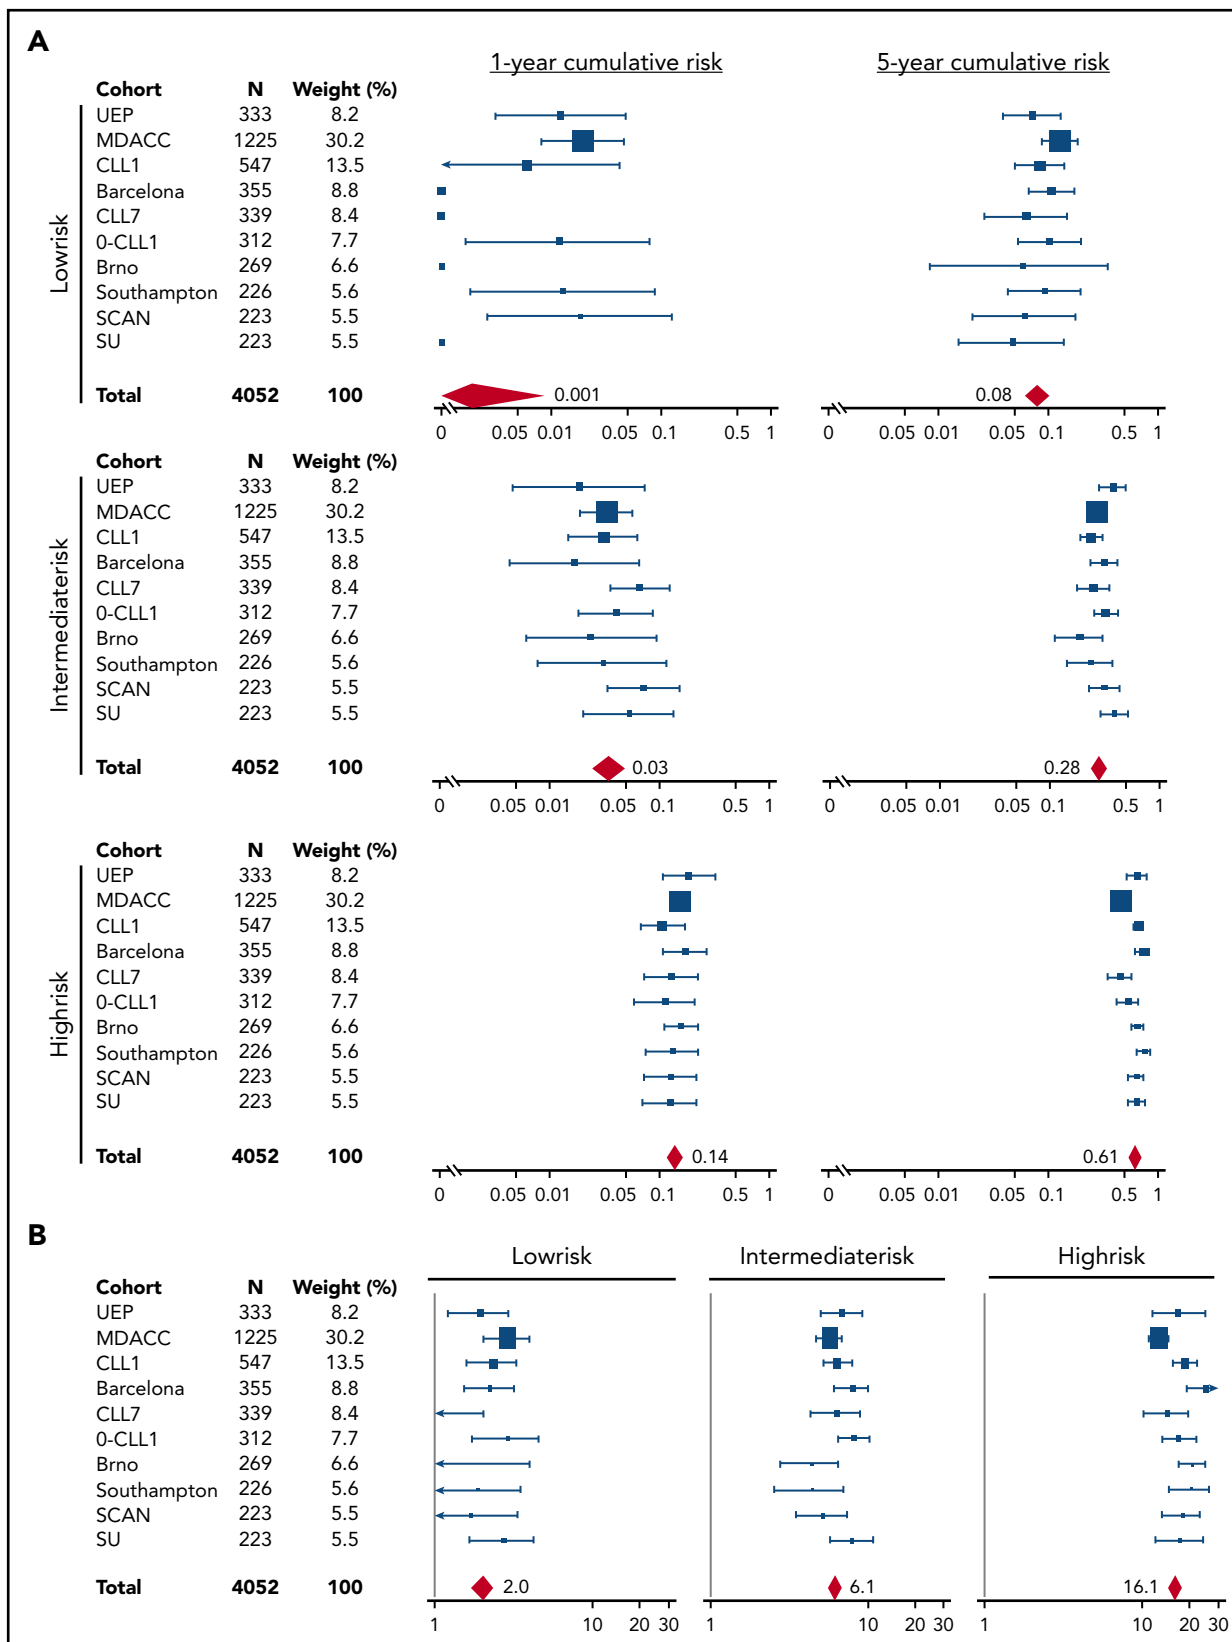 A
1-year cumulative risk 5-year cumulative risk
Cohort N Weight (%)
Lowrisk
UEP 333 8.2
MDACC 1225 30.2
CLL1 547 13.5
Barcelona 355 8.8
CLL7 339 8.4
0-CLL1 312 7.7
Brno 269 6.6
Southampton 226 5.6
SCAN 223 5.5
SU 223 5.5
Total 4052 100 0.001 0.08
0 0.05 0.01 0.05 0.1 0.5 1 0 0.05 0.01 0.05 0.1 0.5 1
Cohort N Weight (%)
Intermediaterisk
UEP 333 8.2
MDACC 1225 30.2
CLL1 547 13.5
Barcelona 355 8.8
CLL7 339 8.4
0-CLL1 312 7.7
Brno 269 6.6
Southampton 226 5.6
SCAN 223 5.5
SU 223 5.5
Total 4052 100 0.03 0.28
0 0.05 0.01 0.05 0.1 0.5 1 0 0.05 0.01 0.05 0.1 0.5 1
Cohort N Weight (%)
Highrisk
UEP 333 8.2
MDACC 1225 30.2
CLL1 547 13.5
Barcelona 355 8.8
CLL7 339 8.4
0-CLL1 312 7.7
Brno 269 6.6
Southampton 226 5.6
SCAN 223 5.5
SU 223 5.5
Total 4052 100 0.14 0.61
0 0.05 0.01 0.1 0.5 1 0 0.05 0.01 0.1 0.5 1
B
Lowrisk Intermediaterisk Highrisk
Cohort N Weight (%)
UEP 333 8.2
MDACC 1225 30.2
CLL1 547 13.5
Barcelona 355 8.8
CLL7 339 8.4
0-CLL1 312 7.7
Brno 269 6.6
Southampton 226 5.6
SCAN 223 5.5
SU 223 5.5
Total 4052 100 2.0 6.1 16.1
1 10 20 30 1 10 20 30 1 10 20 30